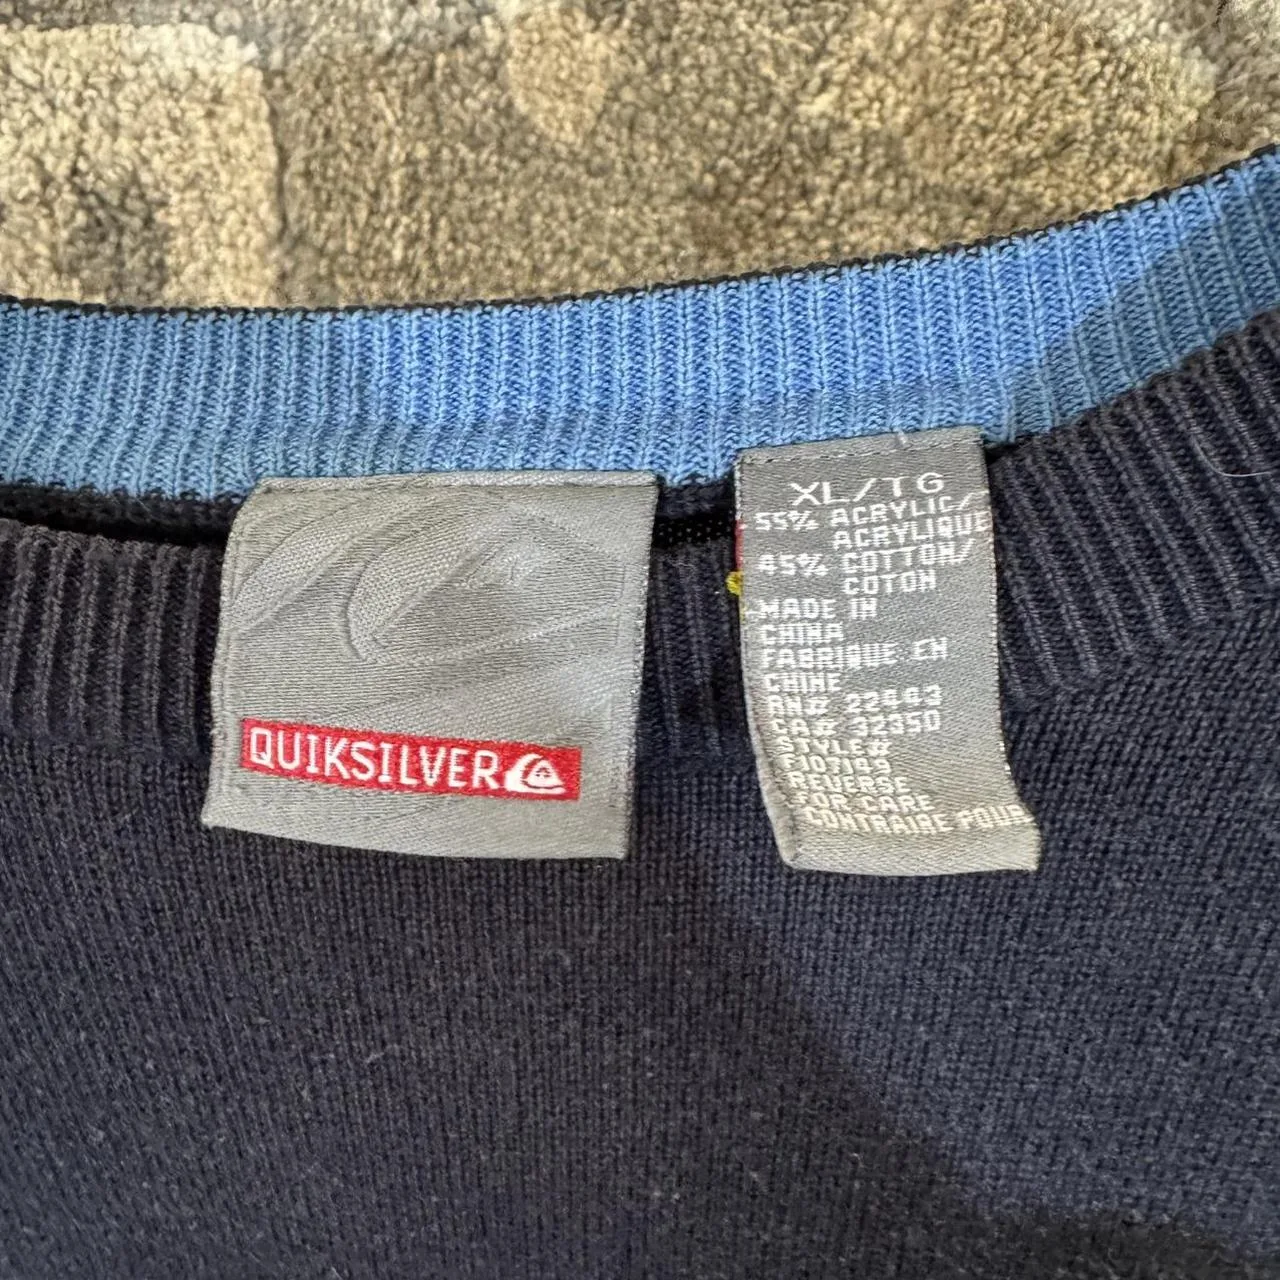 QUIKSILVER
XL/TG
55% ACRYLIC/
ACRYLIQUE
45% COTTON/
COTON
MADE IN
CHINA
FABRIQUE EN
CHINE
RN# 22443
CA# 32350
STYLE#
REVERSE
FOR CARE
CONTRAIRE POUR